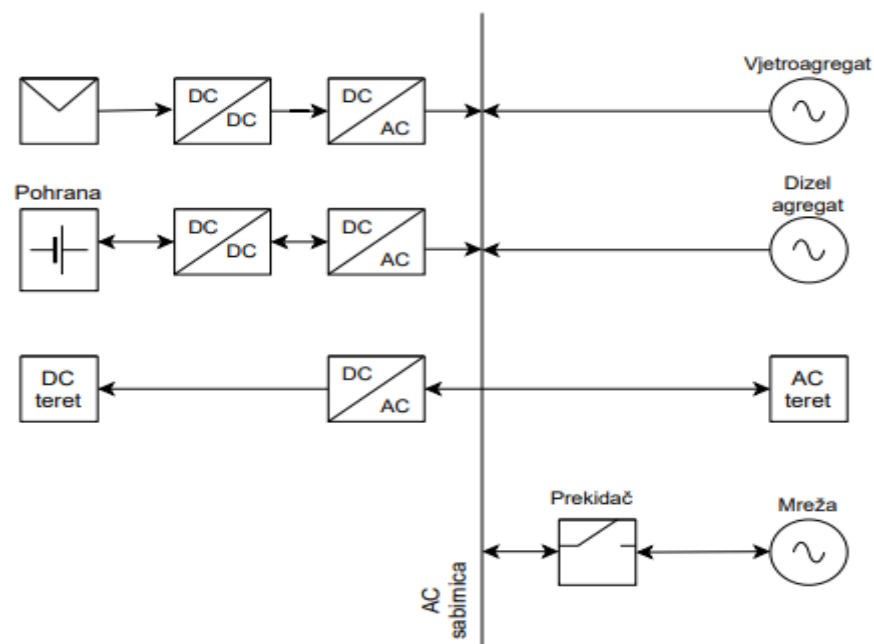 Vjetroagregat
DC
DC
DC
AC
Pohrana
Dizel
agregat
DC
DC
DC
AC
DC
teret
DC
AC
AC
teret
Prekidač
Mreža
AC
sabirnica